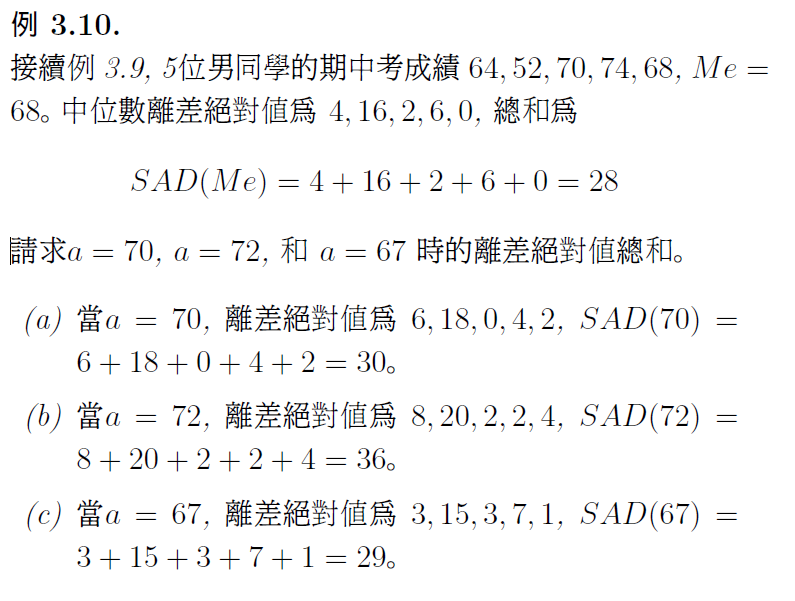 例 3.10.
接續例 3.9, 5位男同學的期中考成績 64, 52, 70, 74, 68, Me =
68。中位數離差絕對值爲 4, 16, 2, 6, 0, 總和爲
SAD(Me) = 4 + 16 + 2 + 6 + 0 = 28
請求a = 70, a = 72, 和 a = 67 時的離差絕對值總和。
(a) 當a = 70, 離差絕對值爲 6, 18, 0, 4, 2, SAD(70) =
6 + 18 + 0 + 4 + 2 = 30。
(b) 當a = 72, 離差絕對值爲 8, 20, 2, 2, 4, SAD(72) =
8 + 20 + 2 + 2 + 4 = 36。
(c) 當a = 67, 離差絕對值爲 3, 15, 3, 7, 1, SAD(67) =
3 + 15 + 3 + 7 + 1 = 29。